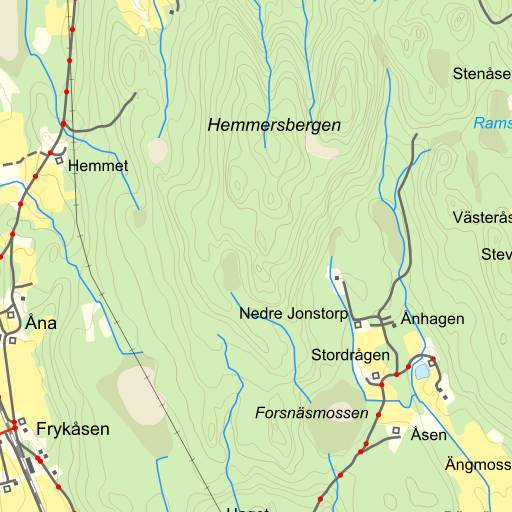 Stenåse
Rams
Hemmersbergen
Hemmet
Västerås
Stev
Nedre Jonstorp
Ånhagen
Åna
Stordrågen
Forsnäsmossen
Frykåsen
Åsen
Ängmoss